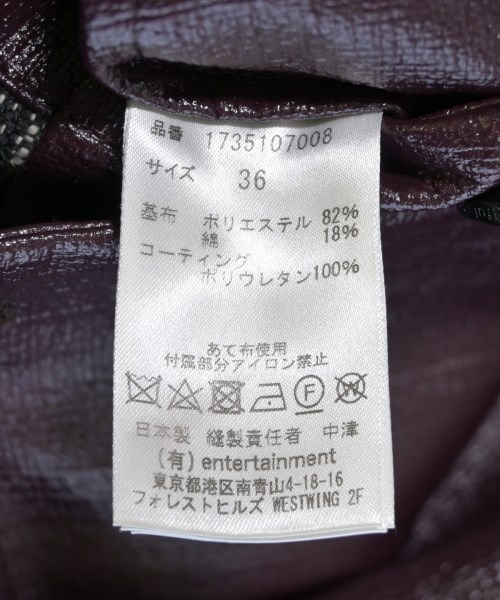 品番 1735107008
サイズ 36
基布 ポリエステル 82%
綿 18%
コーティング
ポリウレタン100%
あて布使用
付属部分アイロン禁止
F W
日本製 縫製責任者 中津
(有) entertainment
東京都港区南青山4-18-16
フォレストヒルズ WESTWING 2F